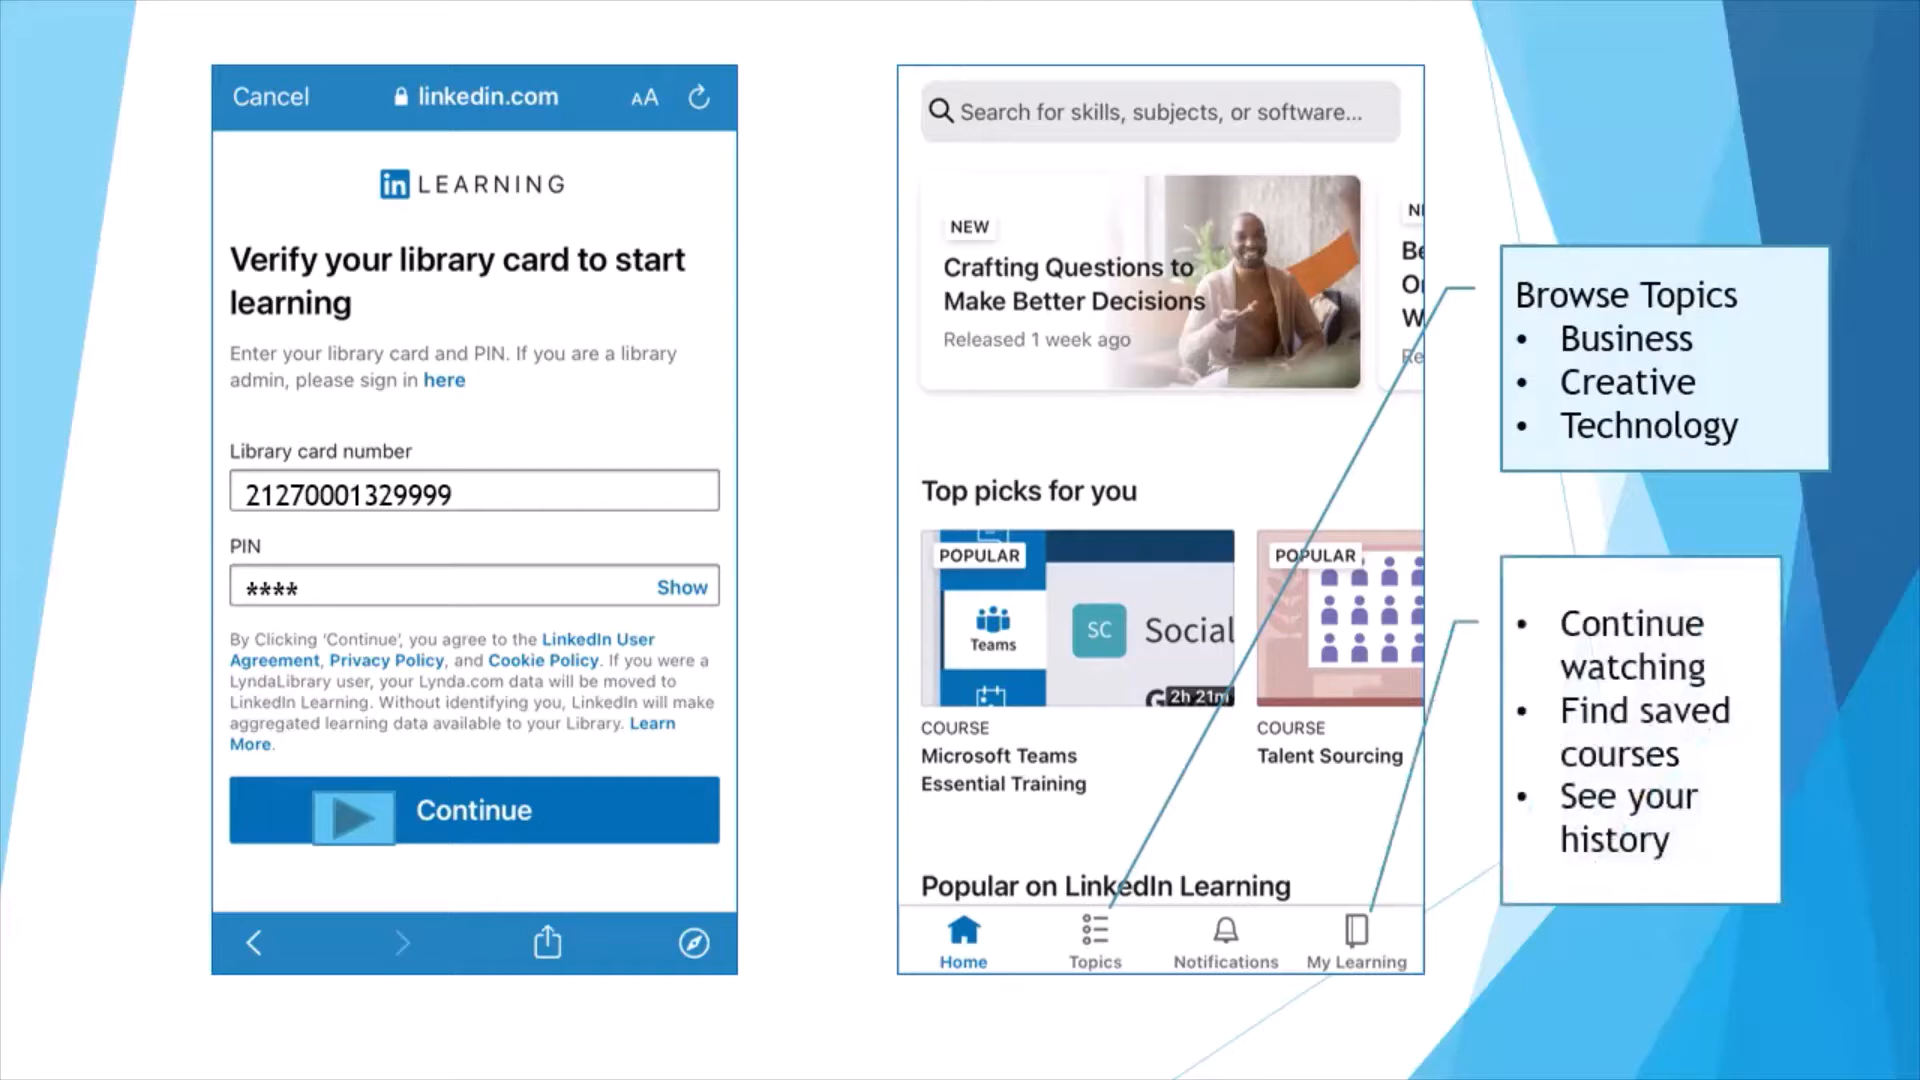 Cancel
linkedin.com
AA
in LEARNING
Verify your library card to start
learning
Enter your library card and PIN. If you are a library
admin, please sign in here
Library card number
21270001329999
PIN
****
Show
By Clicking ‘Continue’, you agree to the LinkedIn User
Agreement, Privacy Policy, and Cookie Policy. If you were a
LyndaLibrary user, your Lynda.com data will be moved to
LinkedIn Learning. Without identifying you, LinkedIn will make
aggregated learning data available to your Library. Learn
More.
Continue
Search for skills, subjects, or software...
NEW
Crafting Questions to
Make Better Decisions
Released 1 week ago
Top picks for you
POPULAR
Teams
SC
Social
2h 21m
COURSE
Microsoft Teams
Essential Training
POPULAR
COURSE
Talent Sourcing
Popular on LinkedIn Learning
Home
Topics
Notifications
My Learning
Browse Topics
• Business
• Creative
• Technology
• Continue
watching
• Find saved
courses
• See your
history